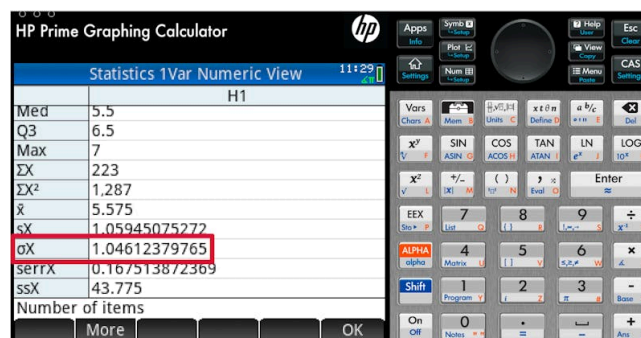 HP Prime Graphing Calculator
hp
Statistics 1Var Numeric View
11:29
H1
Med 5.5
Q3 6.5
Max 7
ΣX 223
ΣX² 1,287
x̄ 5.575
sX 1.05945075272
σX 1.04612379765
serrX 0.167513872369
ssX 43.775
Number of items
More OK
Apps Symb Help Esc
Info Setup User Clear
Plot View
Setup Copy
Num Menu CAS
Settings Setup Paste Settings
Vars x t θ n a b/c
Chars A Mem B Units C Define D E Del
xʸ SIN COS TAN LN LOG
F ASIN G ACOS H ATAN I eˣ J 10ˣ
x² +/- ( ) , Enter
√ L |X| M N Eval O ≈
EEX 7 8 9 ÷
Sto ▸ P List Q { } R S x⁻¹
ALPHA 4 5 6 ×
alpha Matrix U [ ] V ≤,≥,≠ W
Shift 1 2 3 -
Program Y i Z π # Base
On 0 . +
Off Notes " = _ Ans